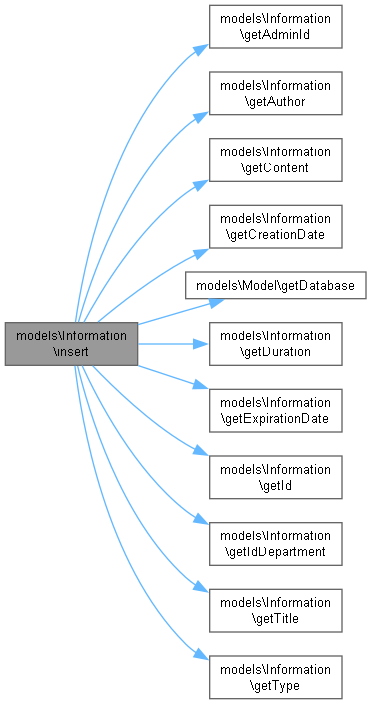 models\Information
\getAdminId
models\Information
\getAuthor
models\Information
\getContent
models\Information
\getCreationDate
models\Model\getDatabase
models\Information
\insert
models\Information
\getDuration
models\Information
\getExpirationDate
models\Information
\getId
models\Information
\getIdDepartment
models\Information
\getTitle
models\Information
\getType